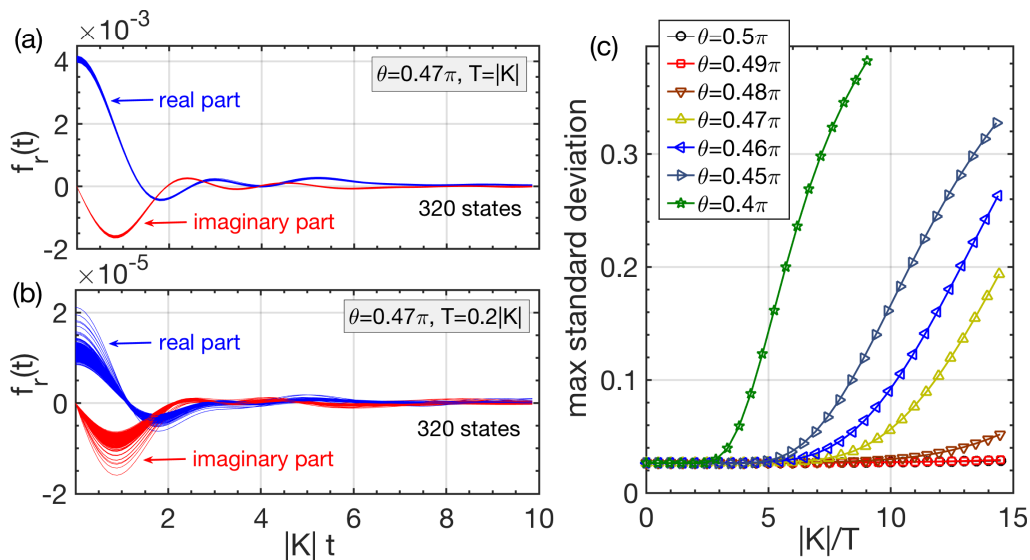 (a)
×10⁻³
4
2
0
-2
f_r(t)
θ=0.47π, T=|K|
real part
imaginary part
320 states
(b)
×10⁻⁵
2
0
-2
f_r(t)
θ=0.47π, T=0.2|K|
real part
imaginary part
320 states
2 4 6 8 10
|K| t
(c)
θ=0.5π
θ=0.49π
θ=0.48π
θ=0.47π
θ=0.46π
θ=0.45π
θ=0.4π
max standard deviation
0.3
0.2
0.1
0
0 5 10 15
|K|/T